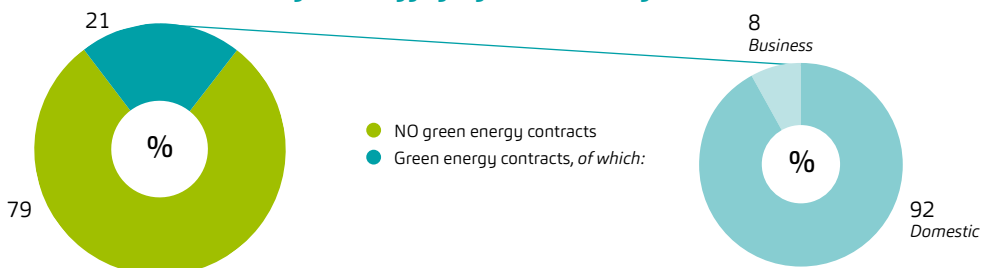 21
%
79
NO green energy contracts
Green energy contracts, of which:
8
Business
%
92
Domestic